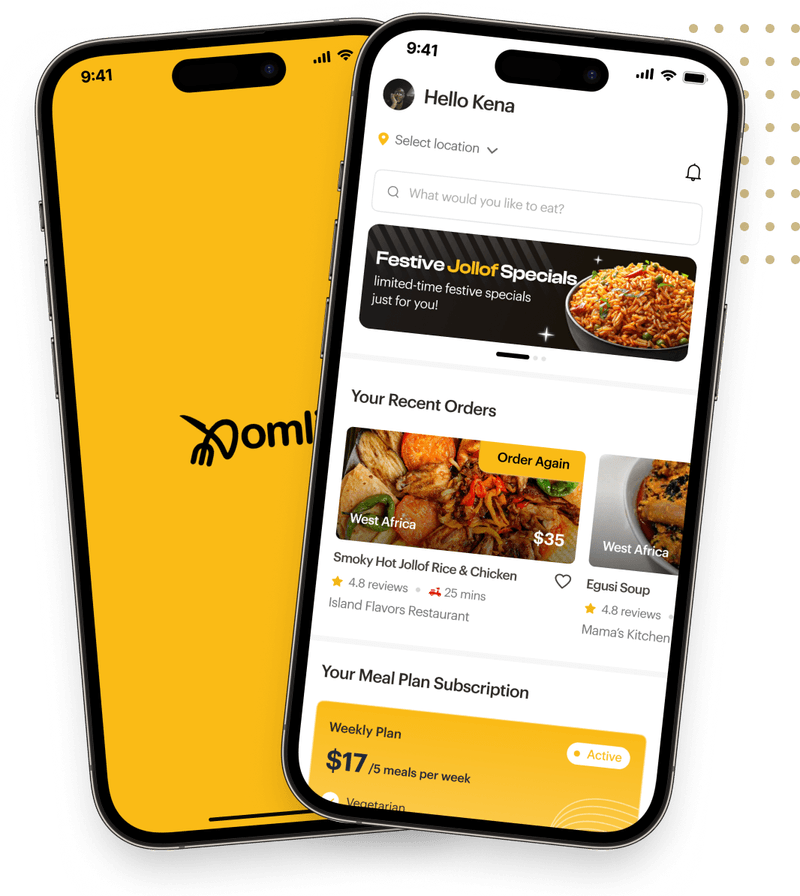 9:41
9:41
Hello Kena
Select location
What would you like to eat?
Festive Jollof Specials
limited-time festive specials
just for you!
Your Recent Orders
Order Again
West Africa
$35
West Africa
Smoky Hot Jollof Rice & Chicken
4.8 reviews
25 mins
Island Flavors Restaurant
Egusi Soup
4.8 reviews
Mama's Kitchen
Your Meal Plan Subscription
Weekly Plan
Active
$17/5 meals per week
Vegetarian